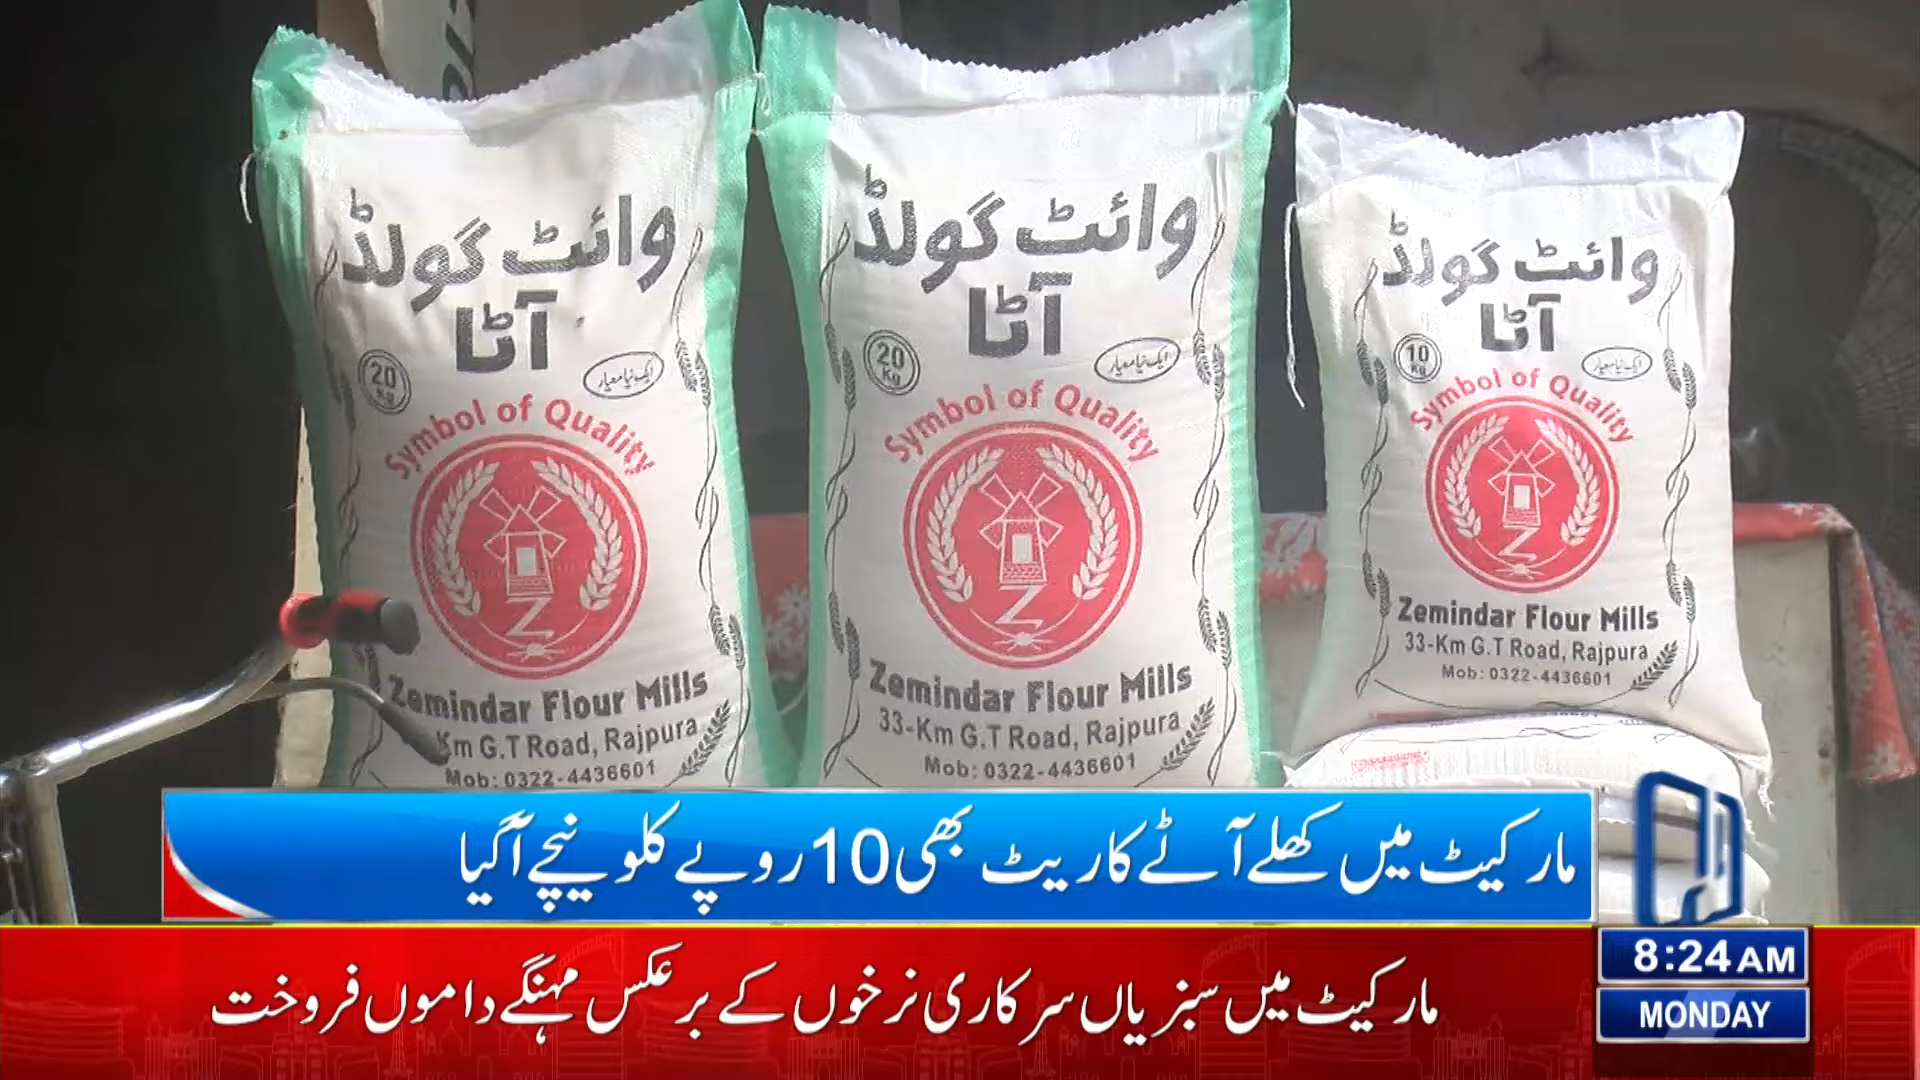 وائٹ گولڈ
آٹا
20 Kg
ایک نیا معیار
Symbol of Quality
Z
Zemindar Flour Mills
Km G.T Road, Rajpura
Mob: 0322-4436601
وائٹ گولڈ
آٹا
20 Kg
ایک نیا معیار
Symbol of Quality
Z
Zemindar Flour Mills
33-Km G.T Road, Rajpura
Mob: 0322-4436601
وائٹ گولڈ
آٹا
10 Kg
ایک نیا معیار
Symbol of Quality
Z
Zemindar Flour Mills
33-Km G.T Road, Rajpura
Mob: 0322-4436601
مارکیٹ میں کھلے آٹے کا ریٹ بھی 10 روپے کلو نیچے آگیا
8:24 AM
مارکیٹ میں سبزیاں سرکاری نرخوں کے برعکس مہنگے داموں فروخت
MONDAY